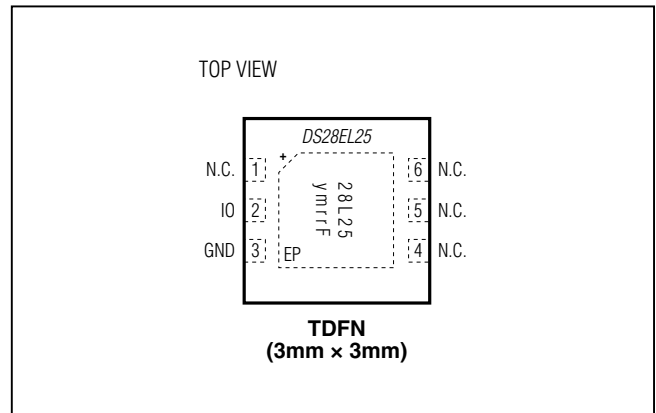 TOP VIEW
DS28EL25
+
N.C. 1
6 N.C.
IO 2
28L25
ymrrF
5 N.C.
GND 3
EP
4 N.C.
TDFN
(3mm × 3mm)